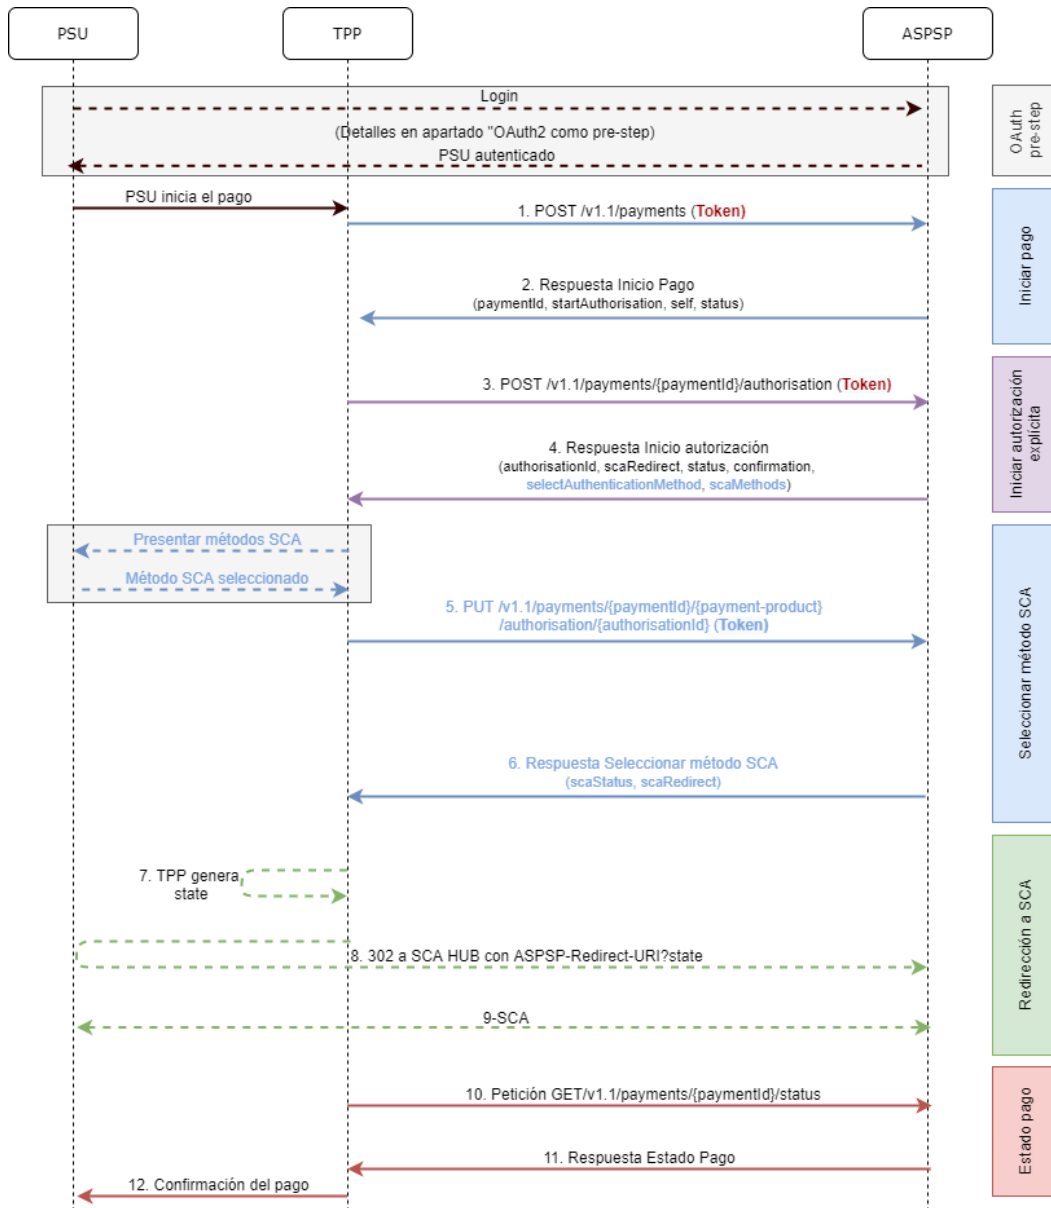 PSU
TPP
ASPSP
Login
(Detalles en apartado "OAuth2 como pre-step)
PSU autenticado
OAuth
pre-step
PSU inicia el pago
1. POST /v1.1/payments (Token)
2. Respuesta Inicio Pago
(paymentId, startAuthorisation, self, status)
Iniciar pago
3. POST /v1.1/payments/{paymentId}/authorisation (Token)
4. Respuesta Inicio autorización
(authorisationId, scaRedirect, status, confirmation,
selectAuthenticationMethod, scaMethods)
Iniciar autorización
explícita
Presentar métodos SCA
Método SCA seleccionado
5. PUT /v1.1/payments/{paymentId}/{payment-product}
/authorisation/{authorisationId} (Token)
6. Respuesta Seleccionar método SCA
(scaStatus, scaRedirect)
Seleccionar método SCA
7. TPP genera
state
8. 302 a SCA HUB con ASPSP-Redirect-URI?state
9-SCA
Redirección a SCA
10. Petición GET/v1.1/payments/{paymentId}/status
11. Respuesta Estado Pago
12. Confirmación del pago
Estado pago